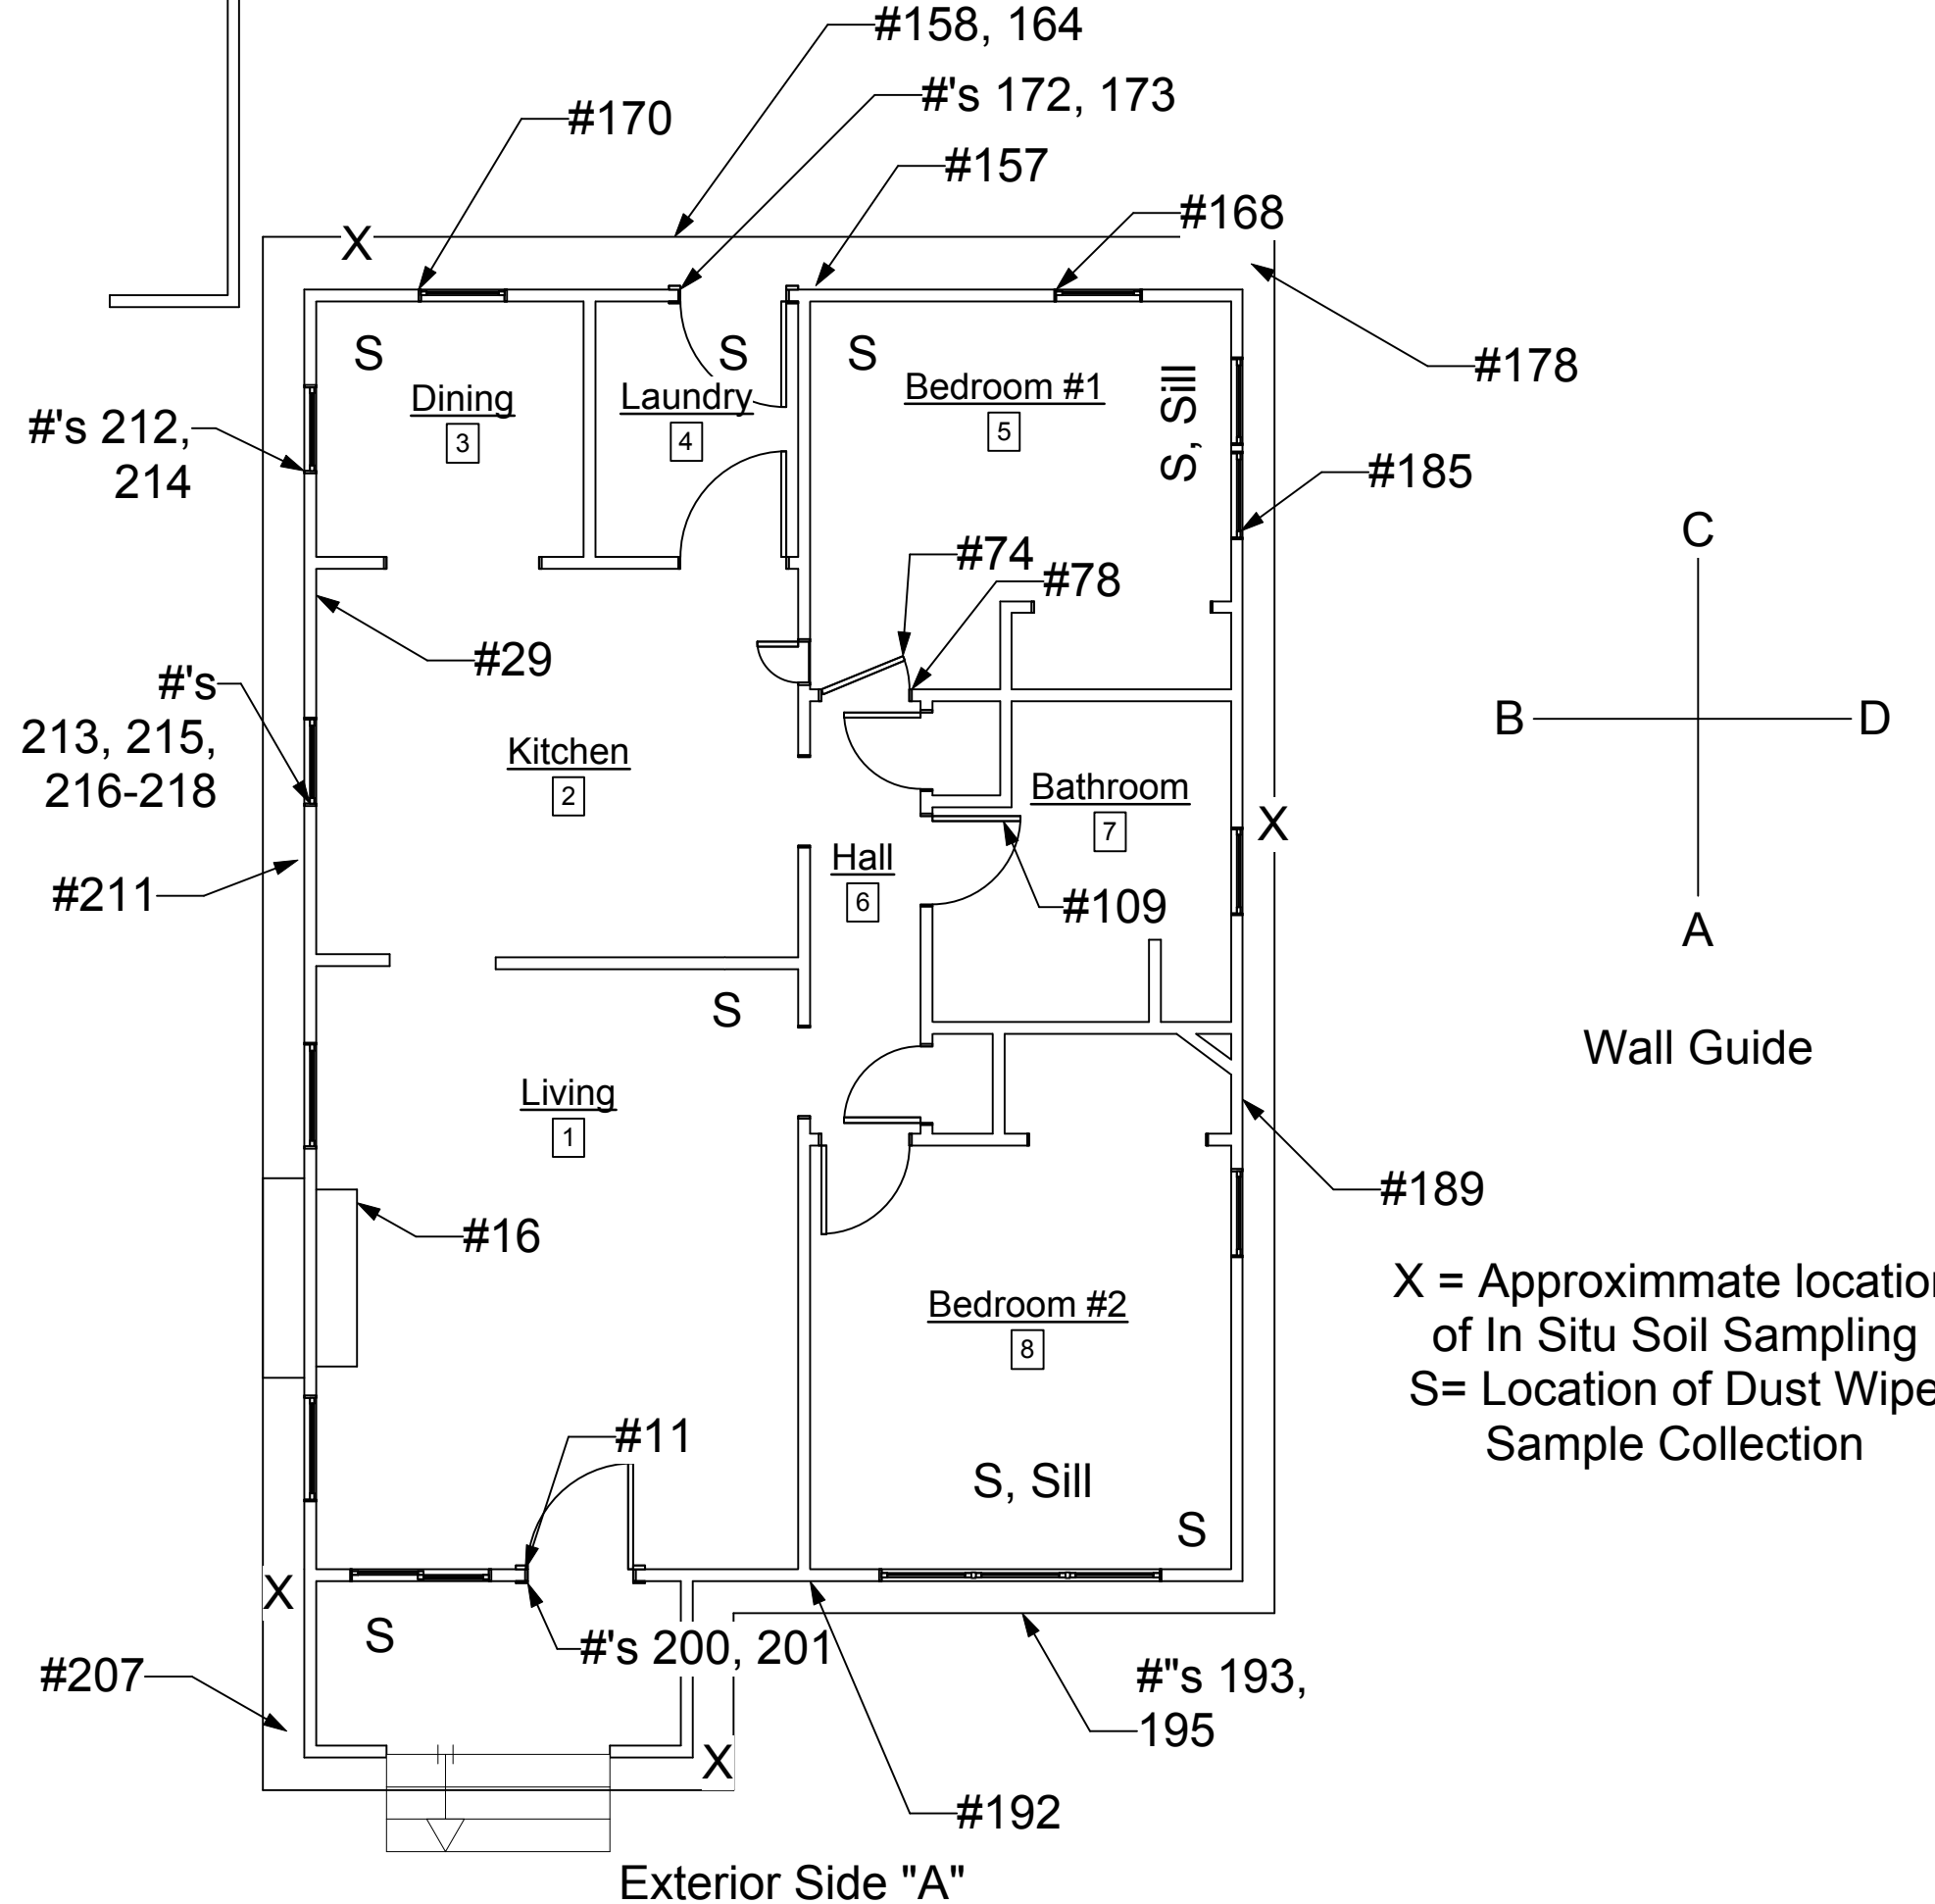 #158, 164
#'s 172, 173
#170
#157
#168
X
#178
S
S
S
S, Sill
Dining
3
Laundry
4
Bedroom #1
5
#'s 212,
214
#185
C
#74
#78
#29
#'s
213, 215,
216-218
B
D
Kitchen
2
Bathroom
7
X
Hall
6
#211
#109
A
S
Wall Guide
Living
1
#189
#16
X = Approximmate location
of In Situ Soil Sampling
S= Location of Dust Wipe
Sample Collection
Bedroom #2
8
#11
S, Sill
S
X
S
#'s 200, 201
#207
#"s 193,
195
X
#192
Exterior Side "A"